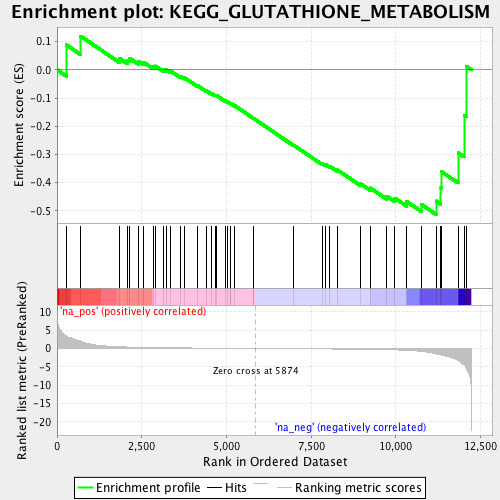 Enrichment plot: KEGG_GLUTATHIONE_METABOLISM
Enrichment score (ES)
0.1
0.0
-0.1
-0.2
-0.3
-0.4
-0.5
'na_pos' (positively correlated)
Ranked list metric (PreRanked)
10
5
0
-5
-10
-15
-20
Zero cross at 5874
'na_neg' (negatively correlated)
0
2,500
5,000
7,500
10,000
12,500
Rank in Ordered Dataset
Enrichment profile
Hits
Ranking metric scores